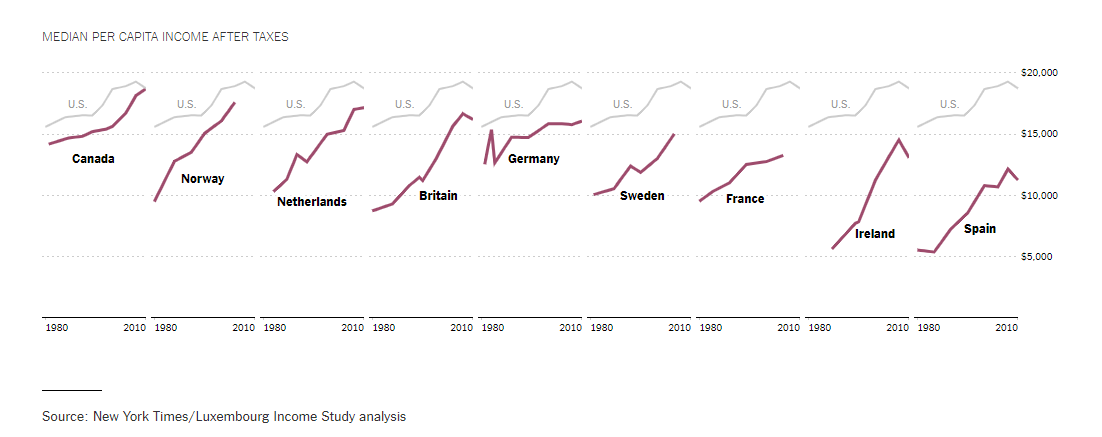 MEDIAN PER CAPITA INCOME AFTER TAXES
$20,000
U.S. U.S. U.S. U.S. U.S. U.S. U.S. U.S. U.S.
$15,000
Canada Norway Netherlands Britain Germany Sweden France Ireland Spain
$10,000
$5,000
1980 2010 1980 2010 1980 2010 1980 2010 1980 2010 1980 2010 1980 2010 1980 2010 1980 2010
Source: New York Times/Luxembourg Income Study analysis